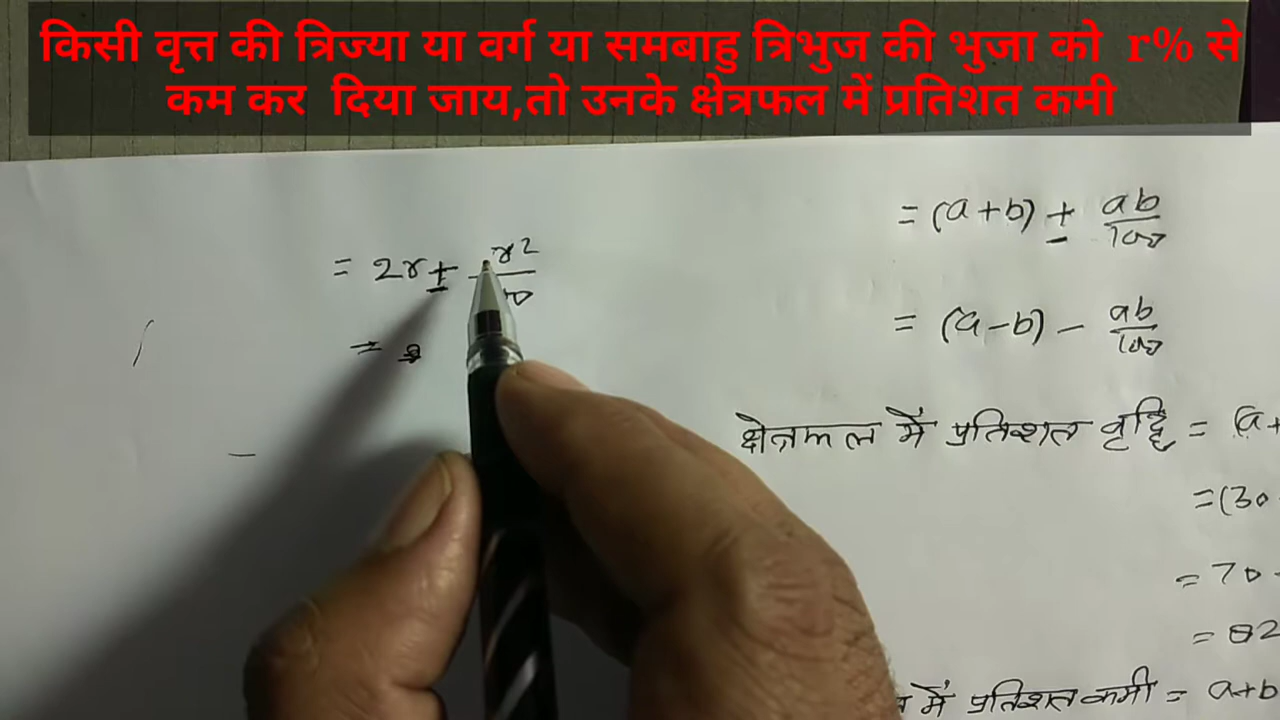 किसी वृत्त की त्रिज्या या वर्ग या समबाहु त्रिभुज की भुजा को r% से
कम कर दिया जाय,तो उनके क्षेत्रफल में प्रतिशत कमी
= 2r ± r²
=
= (a+b) ± ab/100
= (a-b) - ab/100
क्षेत्रफल में प्रतिशत वृद्धि = (a+
=(30
= 70
= 82
में प्रतिशत कमी = a+b